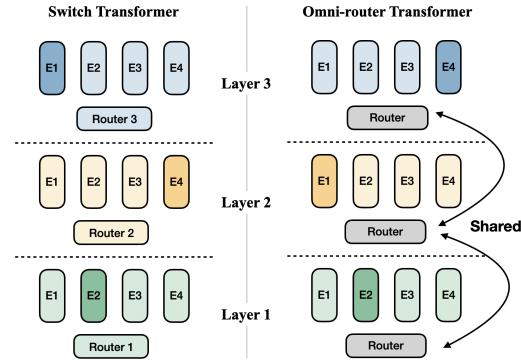 Switch Transformer
Omni-router Transformer
E1 E2 E3 E4
E1 E2 E3 E4
Layer 3
Router 3
Router
E1 E2 E3 E4
E1 E2 E3 E4
Layer 2
Router 2
Router
Shared
E1 E2 E3 E4
E1 E2 E3 E4
Layer 1
Router 1
Router